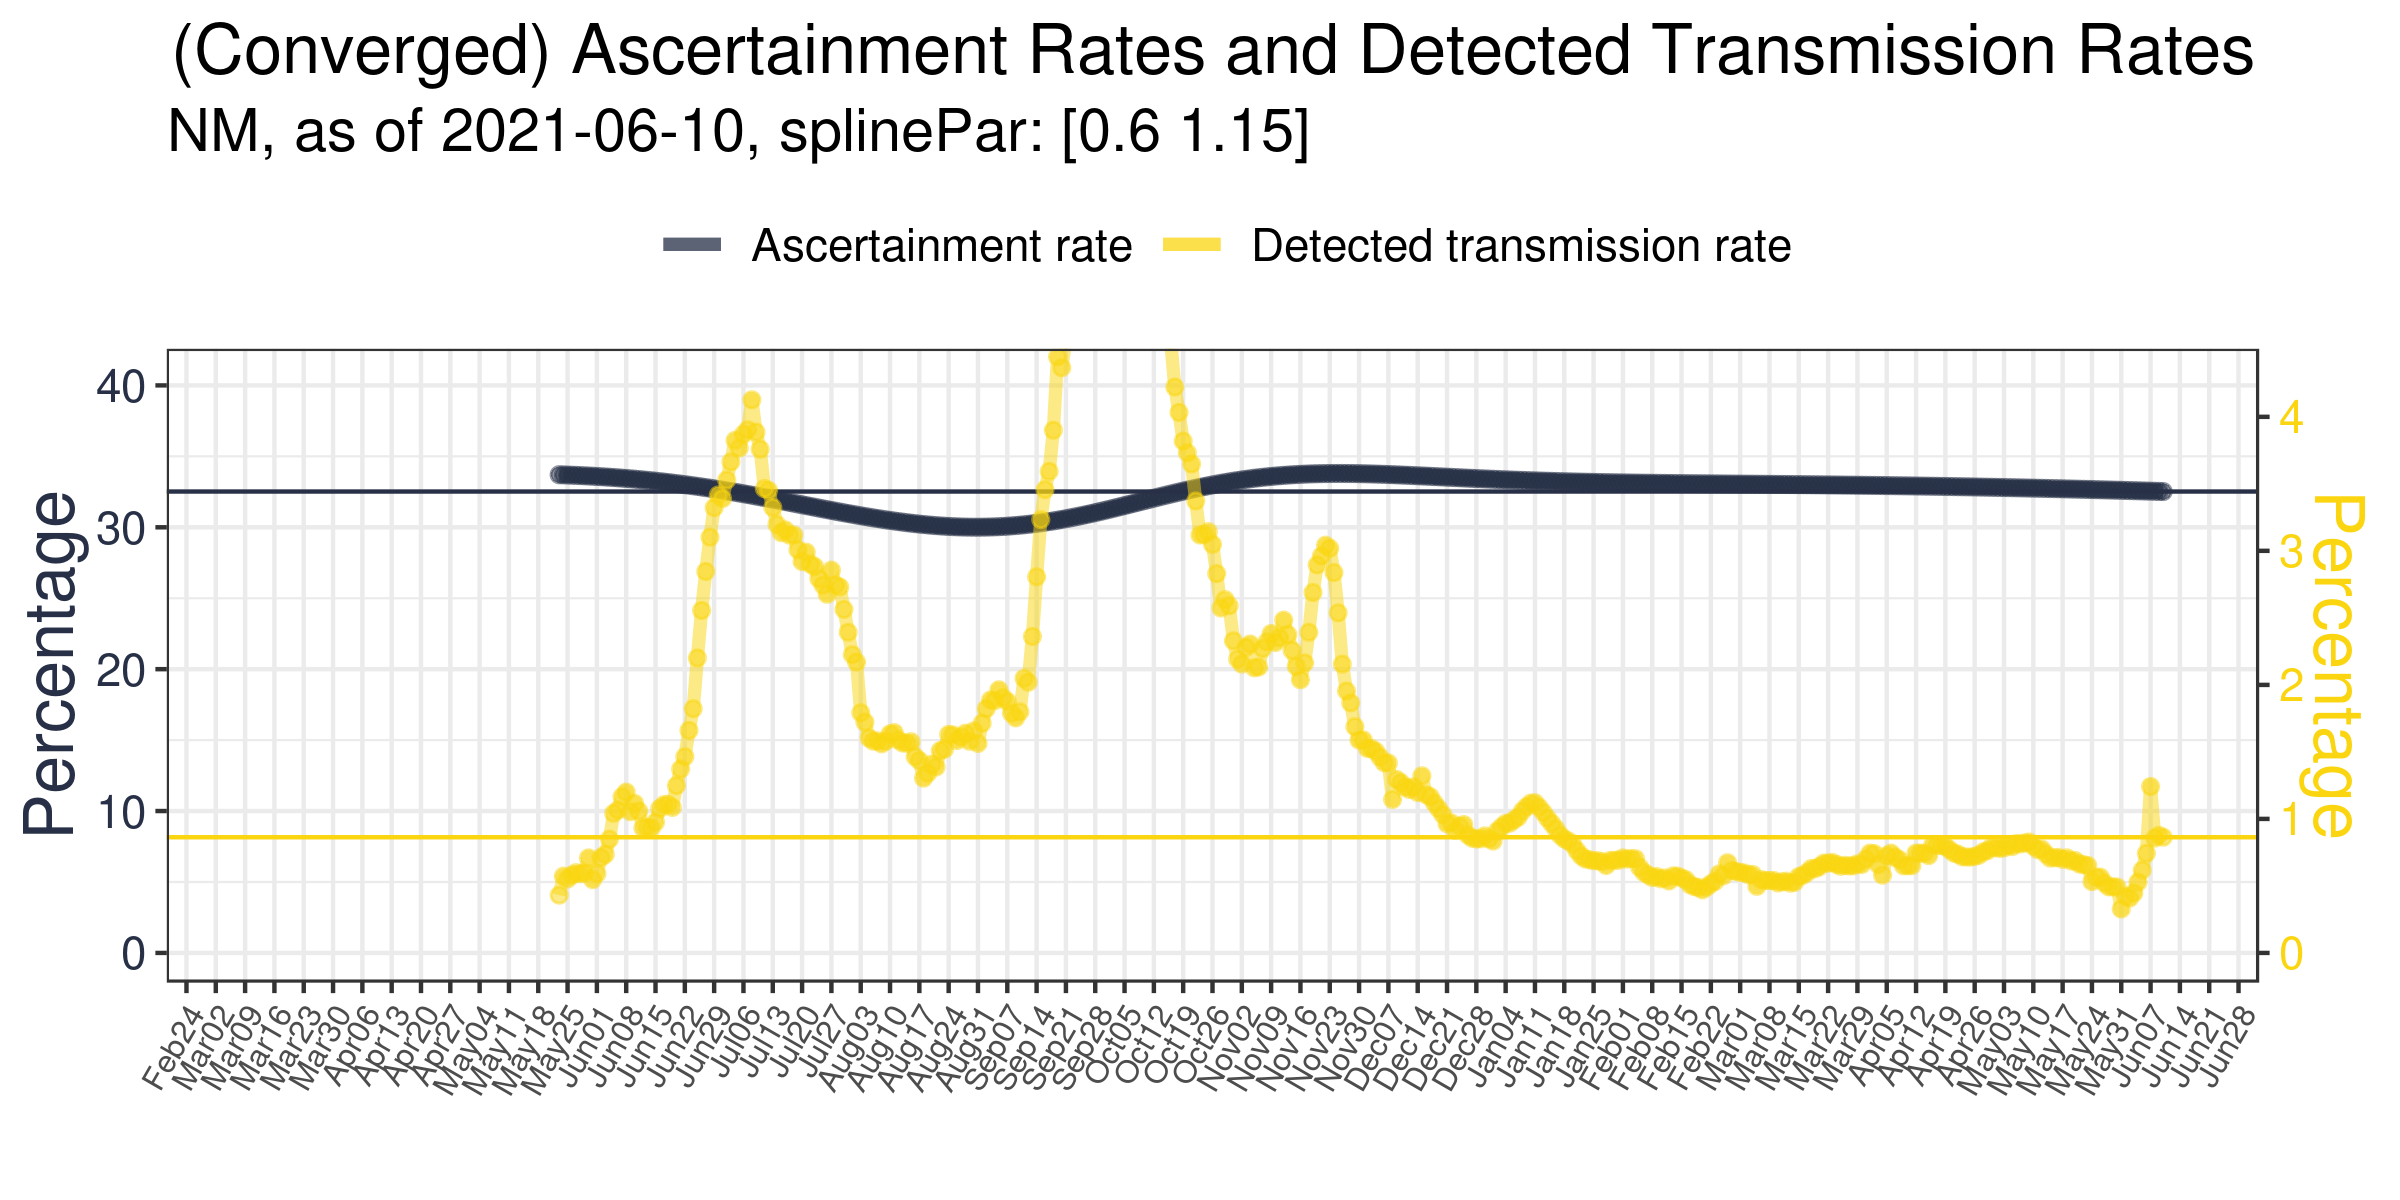 (Converged) Ascertainment Rates and Detected Transmission Rates
NM, as of 2021-06-10, splinePar: [0.6 1.15]
Ascertainment rate Detected transmission rate
Percentage
40
30
20
10
0
4
3
2
1
0
Percentage
Feb24 Mar02 Mar09 Mar16 Mar23 Mar30 Apr06 Apr13 Apr20 Apr27 May04 May11 May18 May25 Jun01 Jun08 Jun15 Jun22 Jun29 Jul06 Jul13 Jul20 Jul27 Aug03 Aug10 Aug17 Aug24 Aug31 Sep07 Sep14 Sep21 Sep28 Oct05 Oct12 Oct19 Oct26 Nov02 Nov09 Nov16 Nov23 Nov30 Dec07 Dec14 Dec21 Dec28 Jan04 Jan11 Jan18 Jan25 Feb01 Feb08 Feb15 Feb22 Mar01 Mar08 Mar15 Mar22 Mar29 Apr05 Apr12 Apr19 Apr26 May03 May10 May17 May24 May31 Jun07 Jun14 Jun21 Jun28